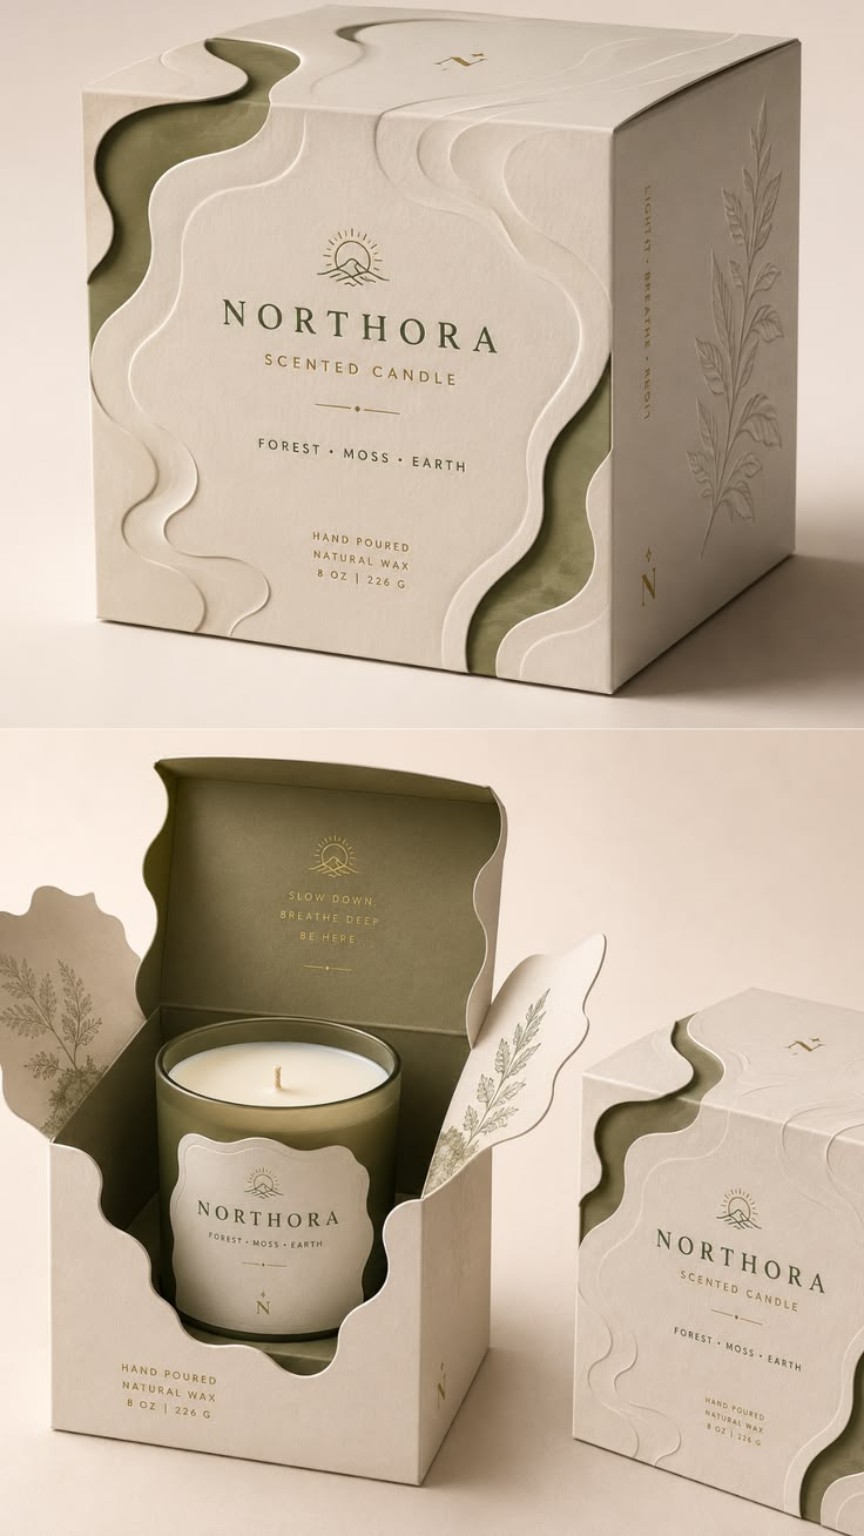 N
NORTHORA
SCENTED CANDLE
FOREST • MOSS • EARTH
HAND POURED
NATURAL WAX
8 OZ | 226 G
LIGHT IT • BREATHE •
N
SLOW DOWN,
BREATHE DEEP
BE HERE
NORTHORA
FOREST • MOSS • EARTH
N
HAND POURED
NATURAL WAX
8 OZ | 226 G
N
N
NORTHORA
SCENTED CANDLE
FOREST • MOSS • EARTH
HAND POURED
NATURAL WAX
8 OZ | 226 G